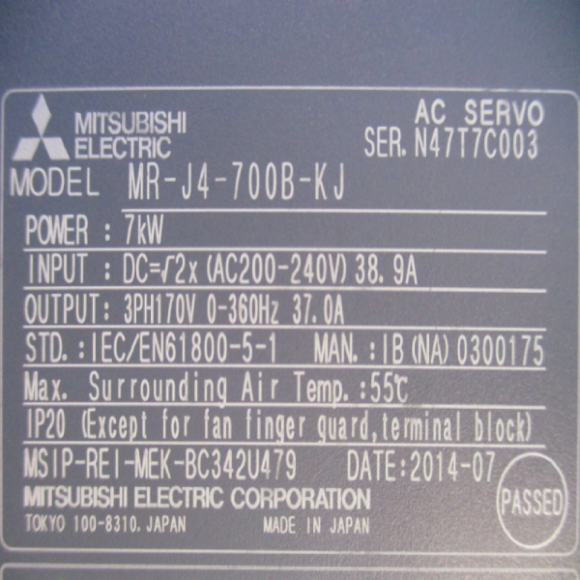 MITSUBISHI ELECTRIC
AC SERVO
SER. N47T7C003
MODEL MR-J4-700B-KJ
POWER : 7kW
INPUT : DC=√2x (AC200-240V) 38.9A
OUTPUT: 3PH170V 0-360Hz 37.0A
STD. : IEC/EN61800-5-1 MAN. : IB (NA) 0300175
Max. Surrounding Air Temp. :55℃
IP20 (Except for fan finger guard,terminal block)
MSIP-REI-MEK-BC342U479 DATE:2014-07
MITSUBISHI ELECTRIC CORPORATION
TOKYO 100-8310, JAPAN MADE IN JAPAN
PASSED